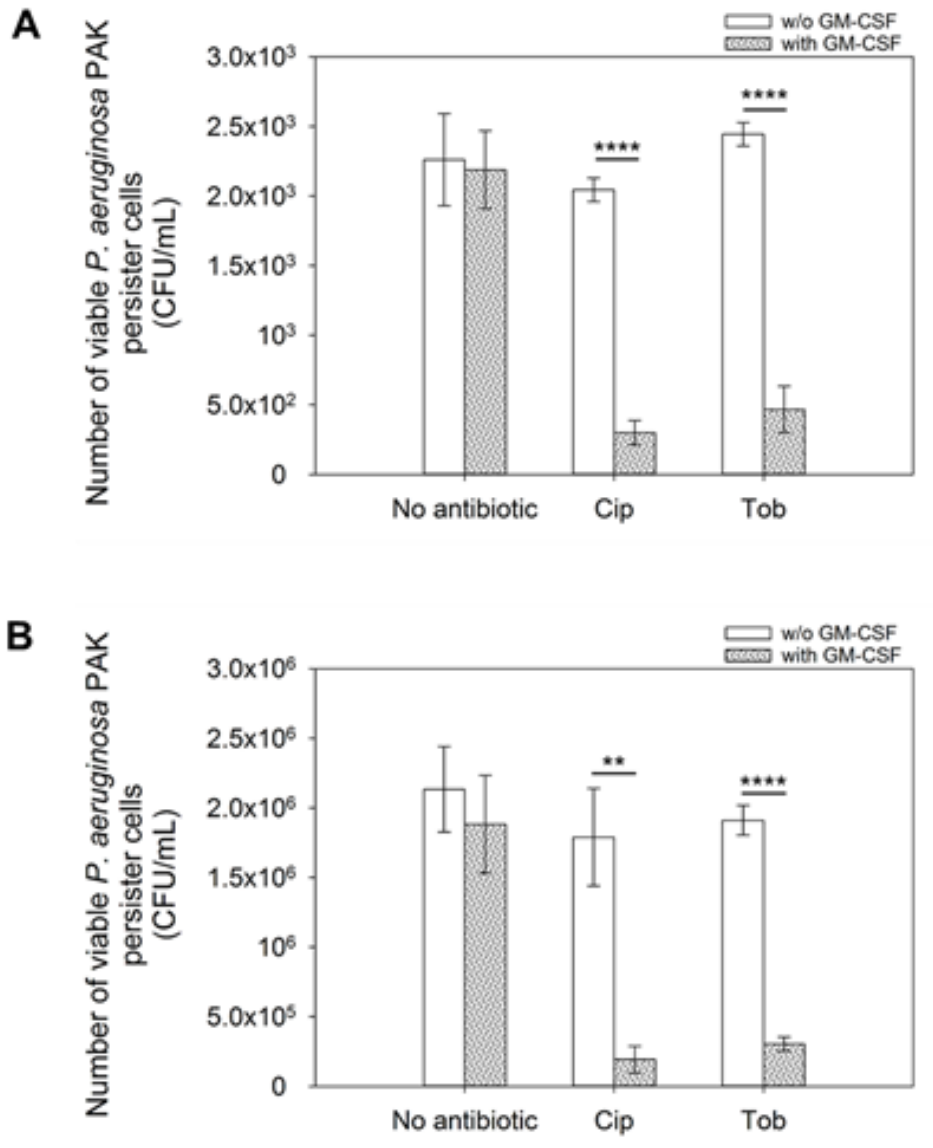 A
w/o GM-CSF
with GM-CSF
Number of viable P. aeruginosa PAK
persister cells
(CFU/mL)
3.0x10³
2.5x10³
2.0x10³
1.5x10³
10³
5.0x10²
0
****
****
No antibiotic
Cip
Tob
B
w/o GM-CSF
with GM-CSF
Number of viable P. aeruginosa PAK
persister cells
(CFU/mL)
3.0x10⁶
2.5x10⁶
2.0x10⁶
1.5x10⁶
10⁶
5.0x10⁵
0
**
****
No antibiotic
Cip
Tob